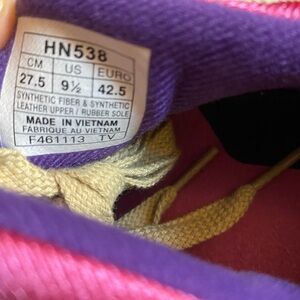 HN538
CM US EURO
27.5 9½ 42.5
SYNTHETIC FIBER & SYNTHETIC
LEATHER UPPER / RUBBER SOLE
MADE IN VIETNAM
FABRIQUE AU VIETNAM
F461113 TV